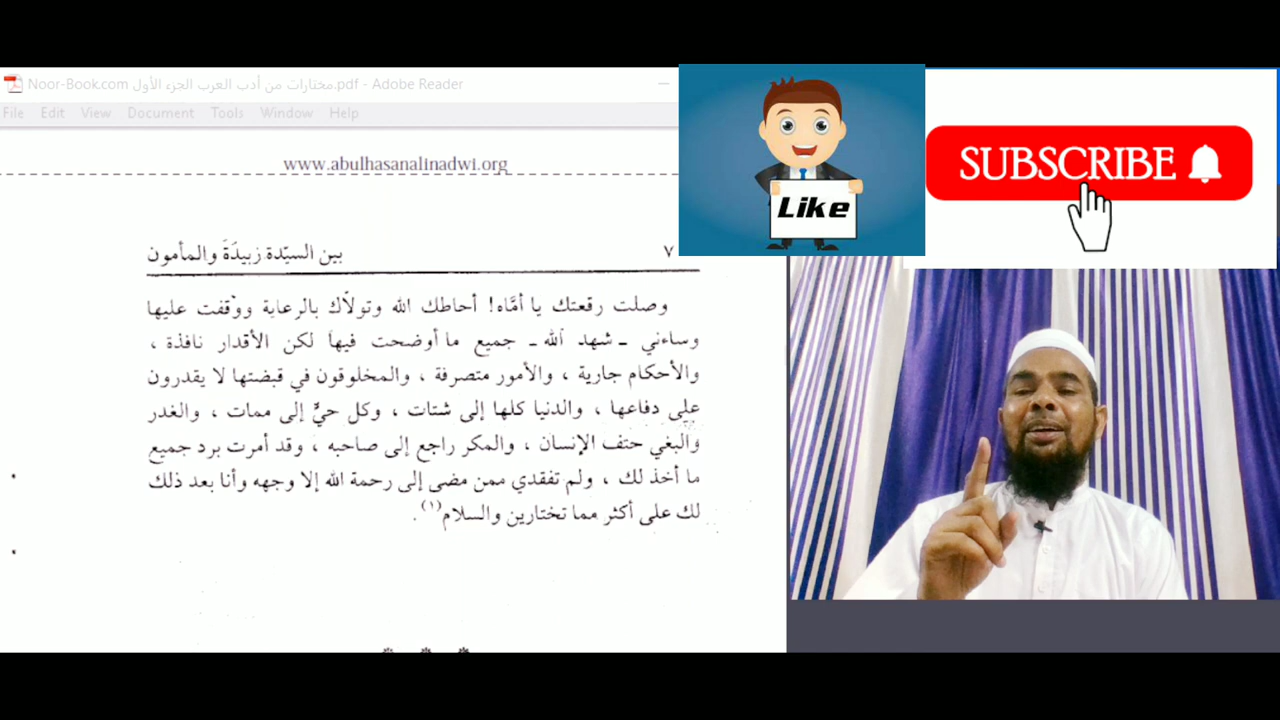 Noor-Book.com مختارات من أدب العرب الجزء الأول.pdf - Adobe Reader
File Edit View Document Tools Window Help
www.abulhasanalinadwi.org
٧ بين السيّدة زبيدَةَ والمأمون
وصلت رقعتك يا أمَّاه! أحاطك الله وتولاّك بالرعاية ووقفت عليها
وساءني ـ شهد الله ـ جميع ما أوضحت فيها لكن الأقدار نافذة ،
والأحكام جارية ، والأمور متصرفة ، والمخلوقون في قبضتها لا يقدرون
على دفاعها ، والدنيا كلها إلى شتات ، وكل حيٍّ إلى ممات ، والغدر
والبغي حتف الإنسان ، والمكر راجع إلى صاحبه ، وقد أمرت برد جميع
ما أخذ لك ، ولم تفقدي ممن مضى إلى رحمة الله إلا وجهه وأنا بعد ذلك
لك على أكثر مما تختارين والسلام(١).
Like
SUBSCRIBE